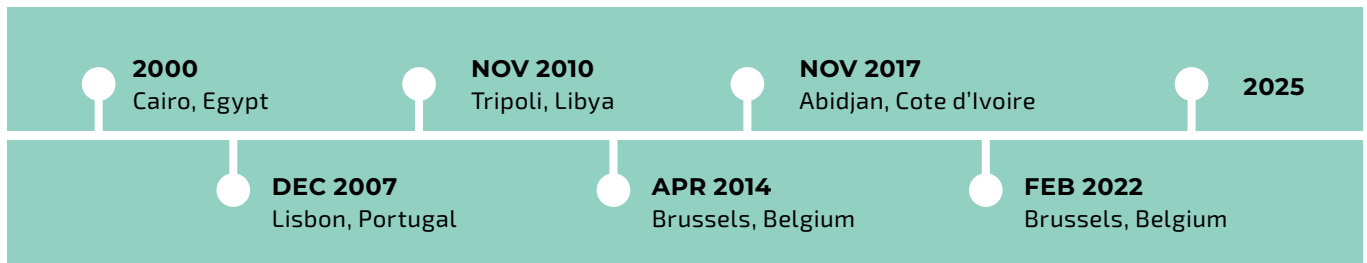 2000
Cairo, Egypt
DEC 2007
Lisbon, Portugal
NOV 2010
Tripoli, Libya
APR 2014
Brussels, Belgium
NOV 2017
Abidjan, Cote d’Ivoire
FEB 2022
Brussels, Belgium
2025